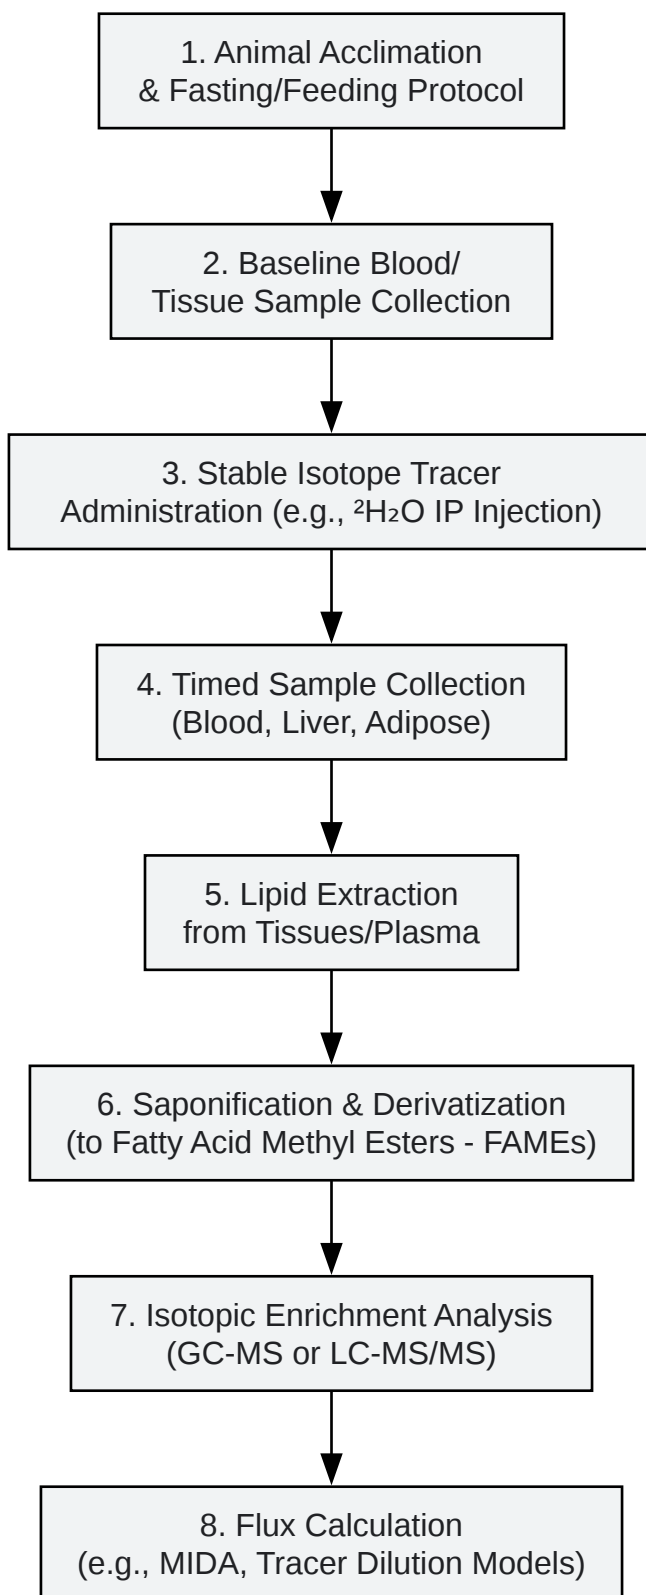 1. Animal Acclimation
& Fasting/Feeding Protocol
2. Baseline Blood/
Tissue Sample Collection
3. Stable Isotope Tracer
Administration (e.g., ²H₂O IP Injection)
4. Timed Sample Collection
(Blood, Liver, Adipose)
5. Lipid Extraction
from Tissues/Plasma
6. Saponification & Derivatization
(to Fatty Acid Methyl Esters - FAMEs)
7. Isotopic Enrichment Analysis
(GC-MS or LC-MS/MS)
8. Flux Calculation
(e.g., MIDA, Tracer Dilution Models)